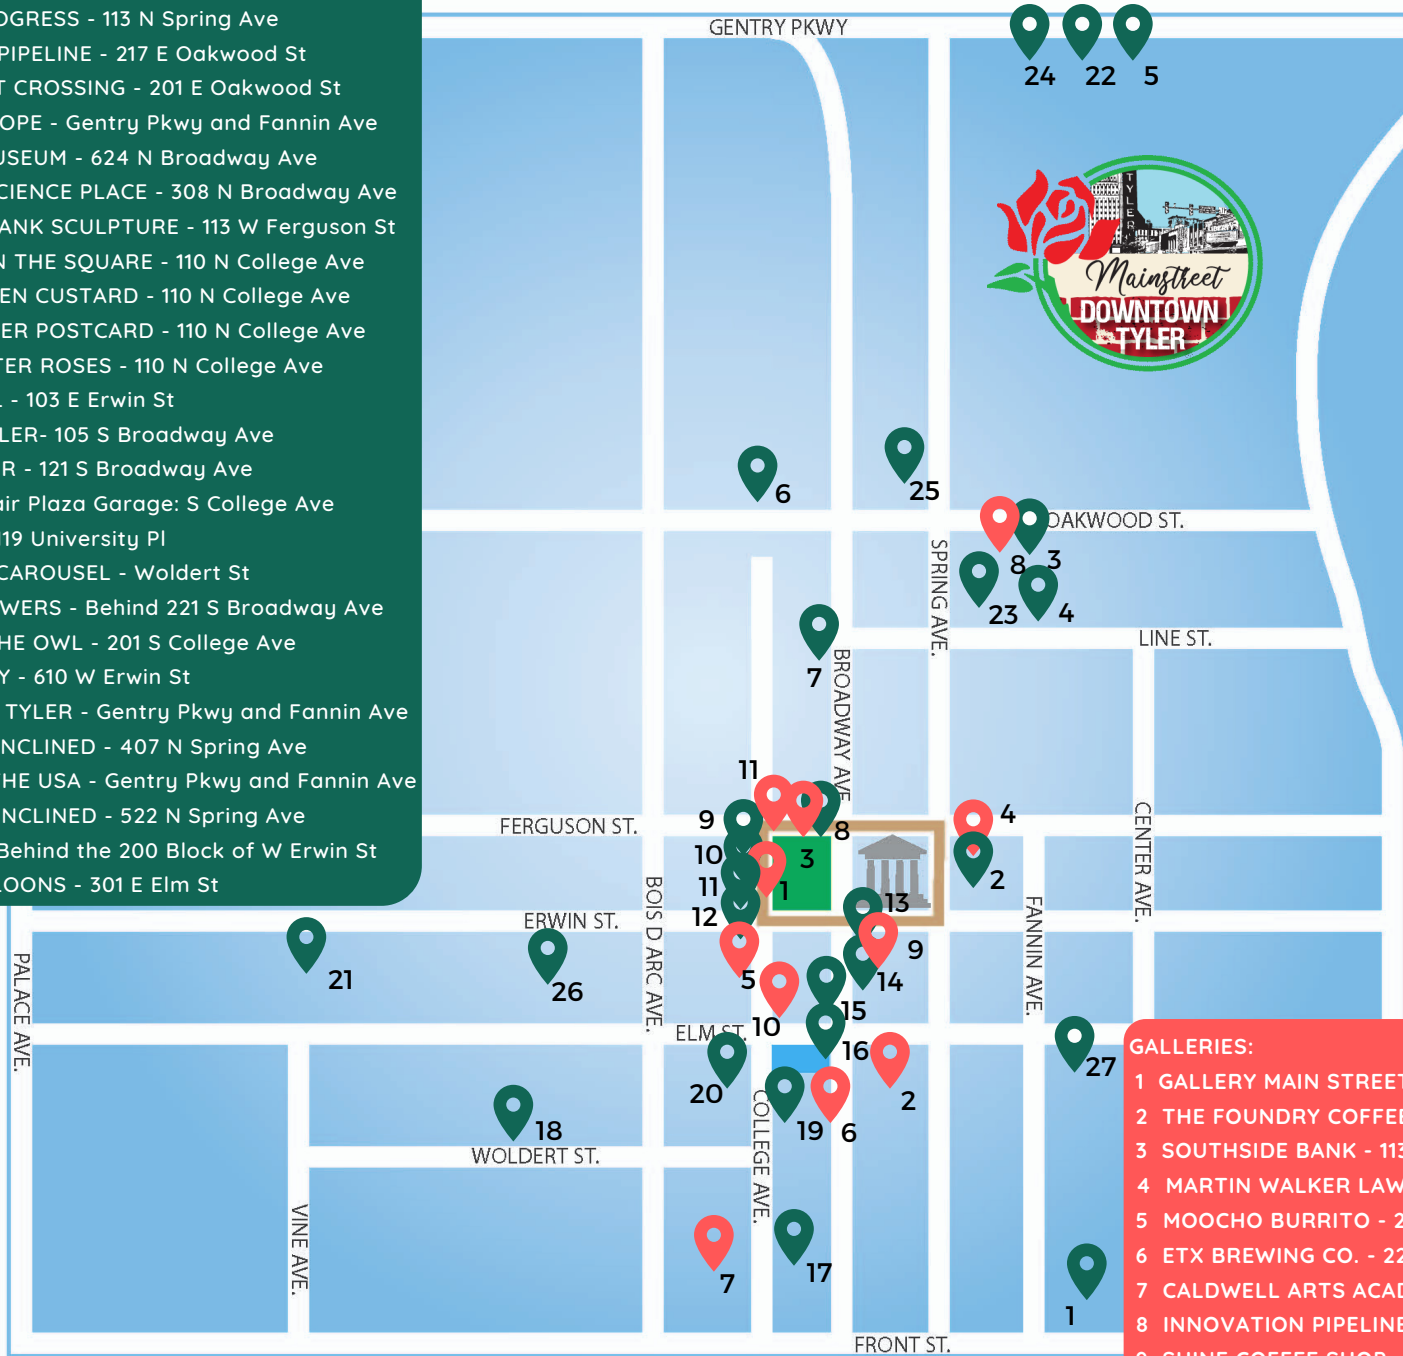 OGRESS - 113 N Spring Ave
PIPELINE - 217 E Oakwood St
T CROSSING - 201 E Oakwood St
OPE - Gentry Pkwy and Fannin Ave
USEUM - 624 N Broadway Ave
CIENCE PLACE - 308 N Broadway Ave
ANK SCULPTURE - 113 W Ferguson St
N THE SQUARE - 110 N College Ave
EN CUSTARD - 110 N College Ave
ER POSTCARD - 110 N College Ave
TER ROSES - 110 N College Ave
L - 103 E Erwin St
LER- 105 S Broadway Ave
R - 121 S Broadway Ave
air Plaza Garage: S College Ave
119 University Pl
CAROUSEL - Woldert St
WERS - Behind 221 S Broadway Ave
HE OWL - 201 S College Ave
Y - 610 W Erwin St
TYLER - Gentry Pkwy and Fannin Ave
NCLINED - 407 N Spring Ave
THE USA - Gentry Pkwy and Fannin Ave
NCLINED - 522 N Spring Ave
Behind the 200 Block of W Erwin St
LOONS - 301 E Elm St
GENTRY PKWY
24 22 5
TYLER
Mainstreet
DOWNTOWN
TYLER
6
25
OAKWOOD ST.
8 3
SPRING AVE.
23 4
LINE ST.
7
BROADWAY AVE
11
9
FERGUSON ST.
8
4
CENTER AVE.
10
3
1
2
11
BOIS D ARC AVE.
12
13
FANNIN AVE.
ERWIN ST.
9
PALACE AVE.
21
26
5
14
10
15
ELM ST.
16
27
20
2
COLLEGE AVE.
18
19
6
WOLDERT ST.
VINE AVE.
7
17
1
FRONT ST.
GALLERIES:
1 GALLERY MAIN STREET
2 THE FOUNDRY COFFEE
3 SOUTHSIDE BANK - 113
4 MARTIN WALKER LAW
5 MOOCHO BURRITO - 2
6 ETX BREWING CO. - 22
7 CALDWELL ARTS ACAD
8 INNOVATION PIPELINE
9 SHINE COFFEE SHOP